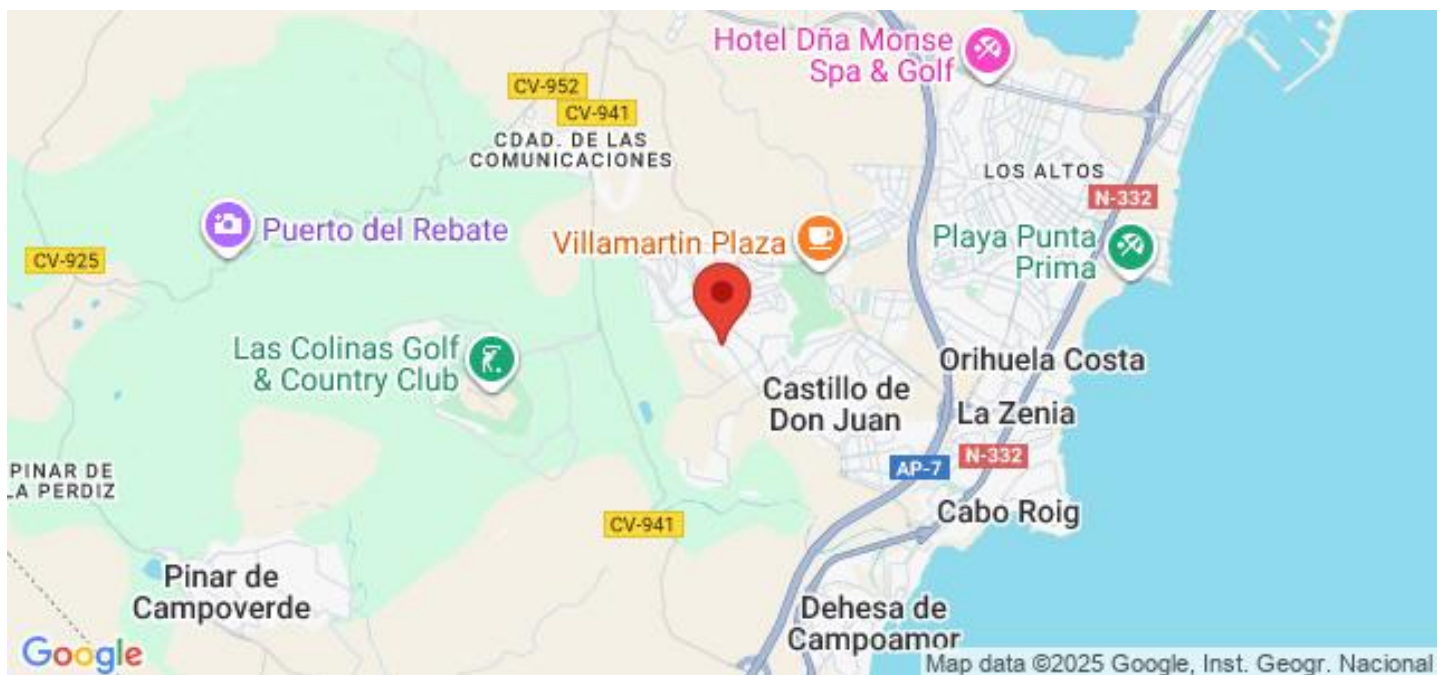 Hotel Dña Monse
Spa & Golf
CV-952
CV-941
CDAD. DE LAS
COMUNICACIONES
LOS ALTOS
N-332
Puerto del Rebate
Villamartin Plaza
Playa Punta
Prima
CV-925
Las Colinas Golf
& Country Club
Orihuela Costa
Castillo de
Don Juan
La Zenia
N-332
AP-7
PINAR DE
LA PERDIZ
Cabo Roig
CV-941
Pinar de
Campoverde
Dehesa de
Campoamor
Google
Map data ©2025 Google, Inst. Geogr. Nacional